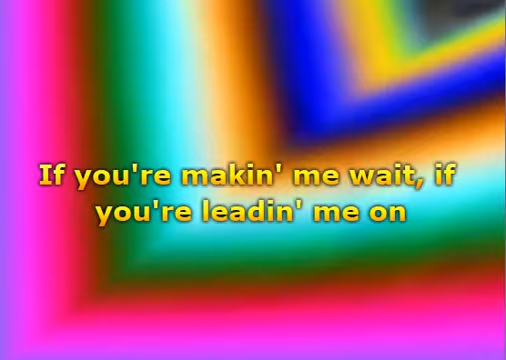 If you're makin' me wait, if
you're leadin' me on